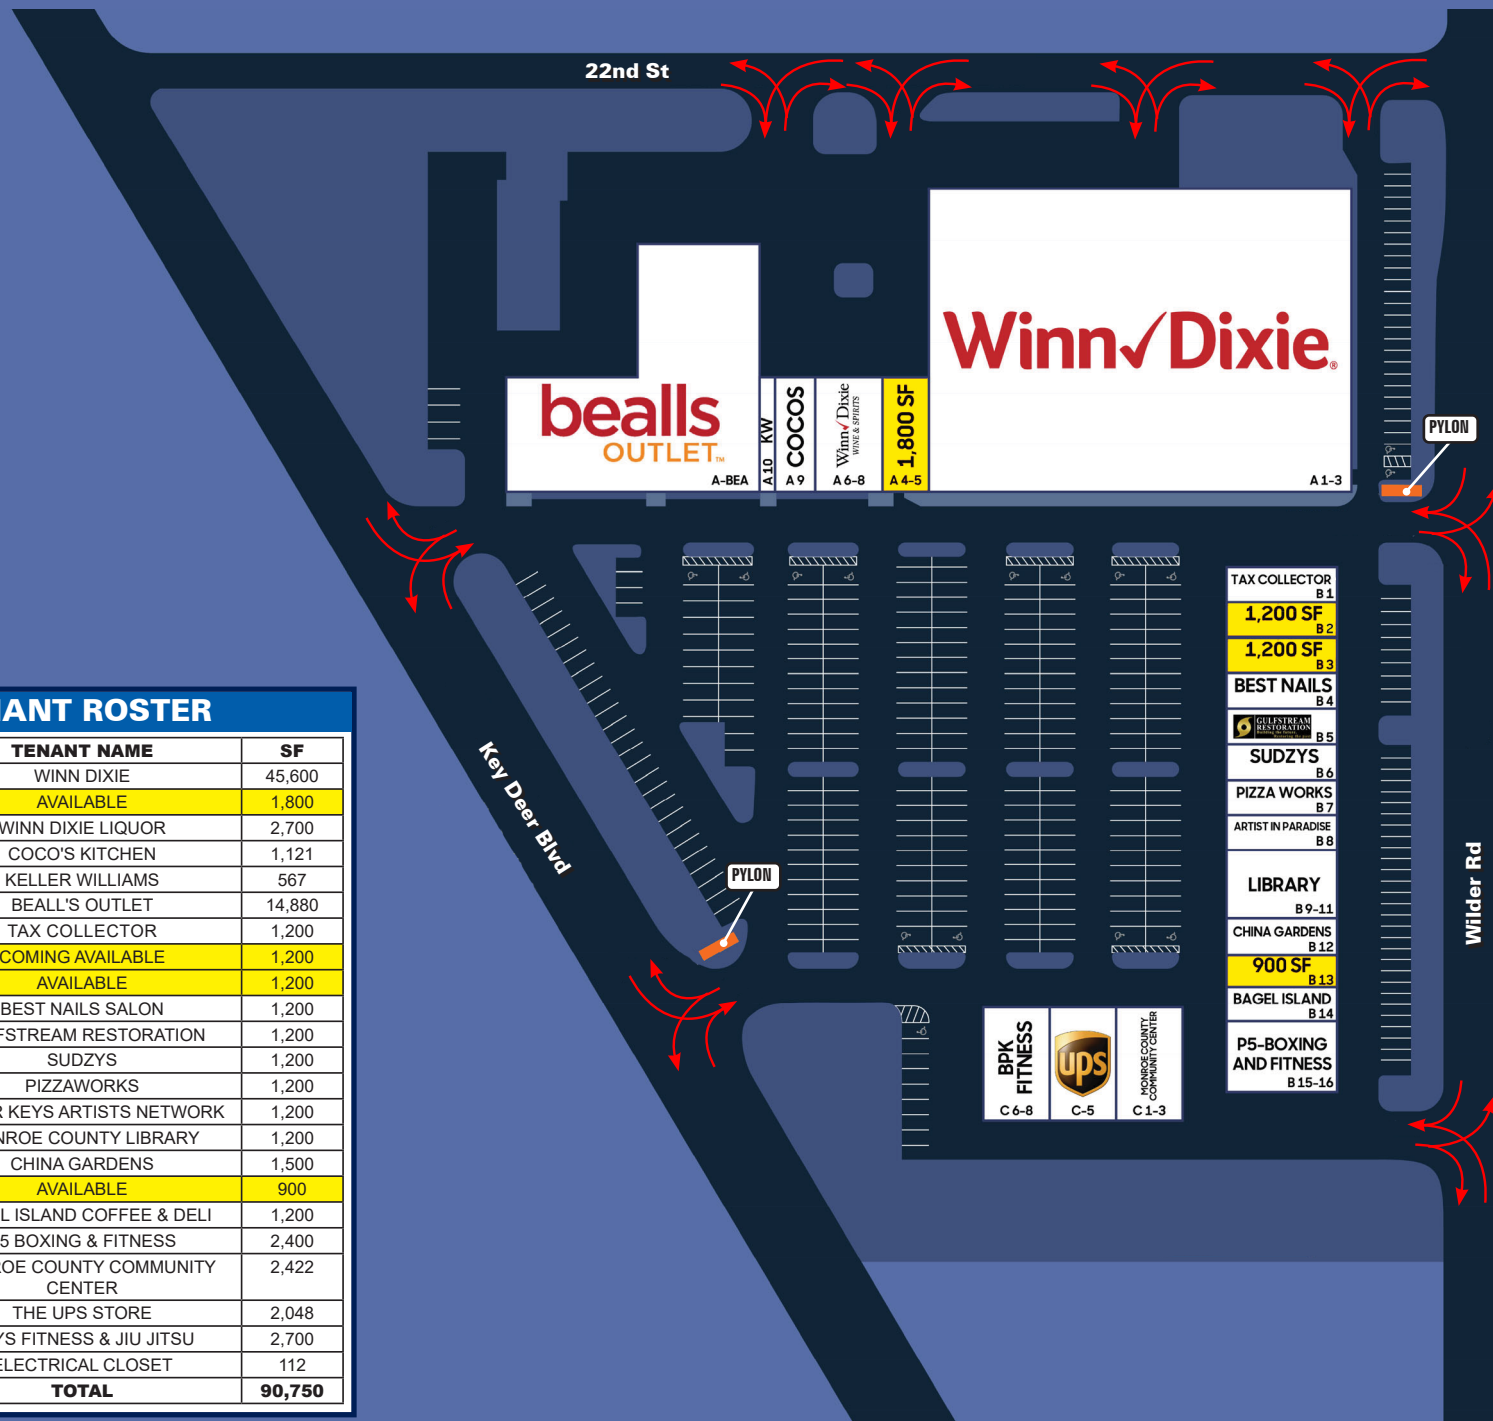 22nd St
Winn Dixie
A 1-3
bealls
OUTLET™
A-BEA
A 10 KW
COCOS
A 9
Winn Dixie
WINE & SPIRITS
A 6-8
1,800 SF
A 4-5
PYLON
TAX COLLECTOR
B 1
1,200 SF
B 2
1,200 SF
B 3
BEST NAILS
B 4
GULFSTREAM
RESTORATION
B 5
SUDZYS
B 6
PIZZA WORKS
B 7
ARTIST IN PARADISE
B 8
LIBRARY
B 9-11
CHINA GARDENS
B 12
900 SF
B 13
BAGEL ISLAND
B 14
P5-BOXING
AND FITNESS
B 15-16
Wilder Rd
Key Deer Blvd
PYLON
BPK
FITNESS
C 6-8
ups
C-5
MONROE COUNTY
COMMUNITY CENTER
C 1-3
ANT ROSTER
TENANT NAME SF
WINN DIXIE 45,600
AVAILABLE 1,800
WINN DIXIE LIQUOR 2,700
COCO'S KITCHEN 1,121
KELLER WILLIAMS 567
BEALL'S OUTLET 14,880
TAX COLLECTOR 1,200
COMING AVAILABLE 1,200
AVAILABLE 1,200
BEST NAILS SALON 1,200
FSTREAM RESTORATION 1,200
SUDZYS 1,200
PIZZAWORKS 1,200
R KEYS ARTISTS NETWORK 1,200
NROE COUNTY LIBRARY 1,200
CHINA GARDENS 1,500
AVAILABLE 900
L ISLAND COFFEE & DELI 1,200
5 BOXING & FITNESS 2,400
OE COUNTY COMMUNITY 2,422
CENTER
THE UPS STORE 2,048
YS FITNESS & JIU JITSU 2,700
ELECTRICAL CLOSET 112
TOTAL 90,750